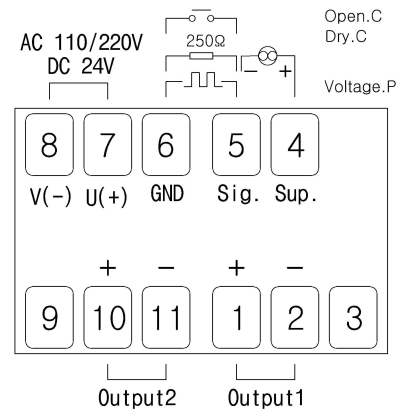 Open.C
Dry.C
Voltage.P
250Ω
AC 110/220V
DC 24V
− +
8 7 6 5 4
V(-) U(+) GND Sig. Sup.
+ − + −
9 10 11 1 2 3
Output2 Output1